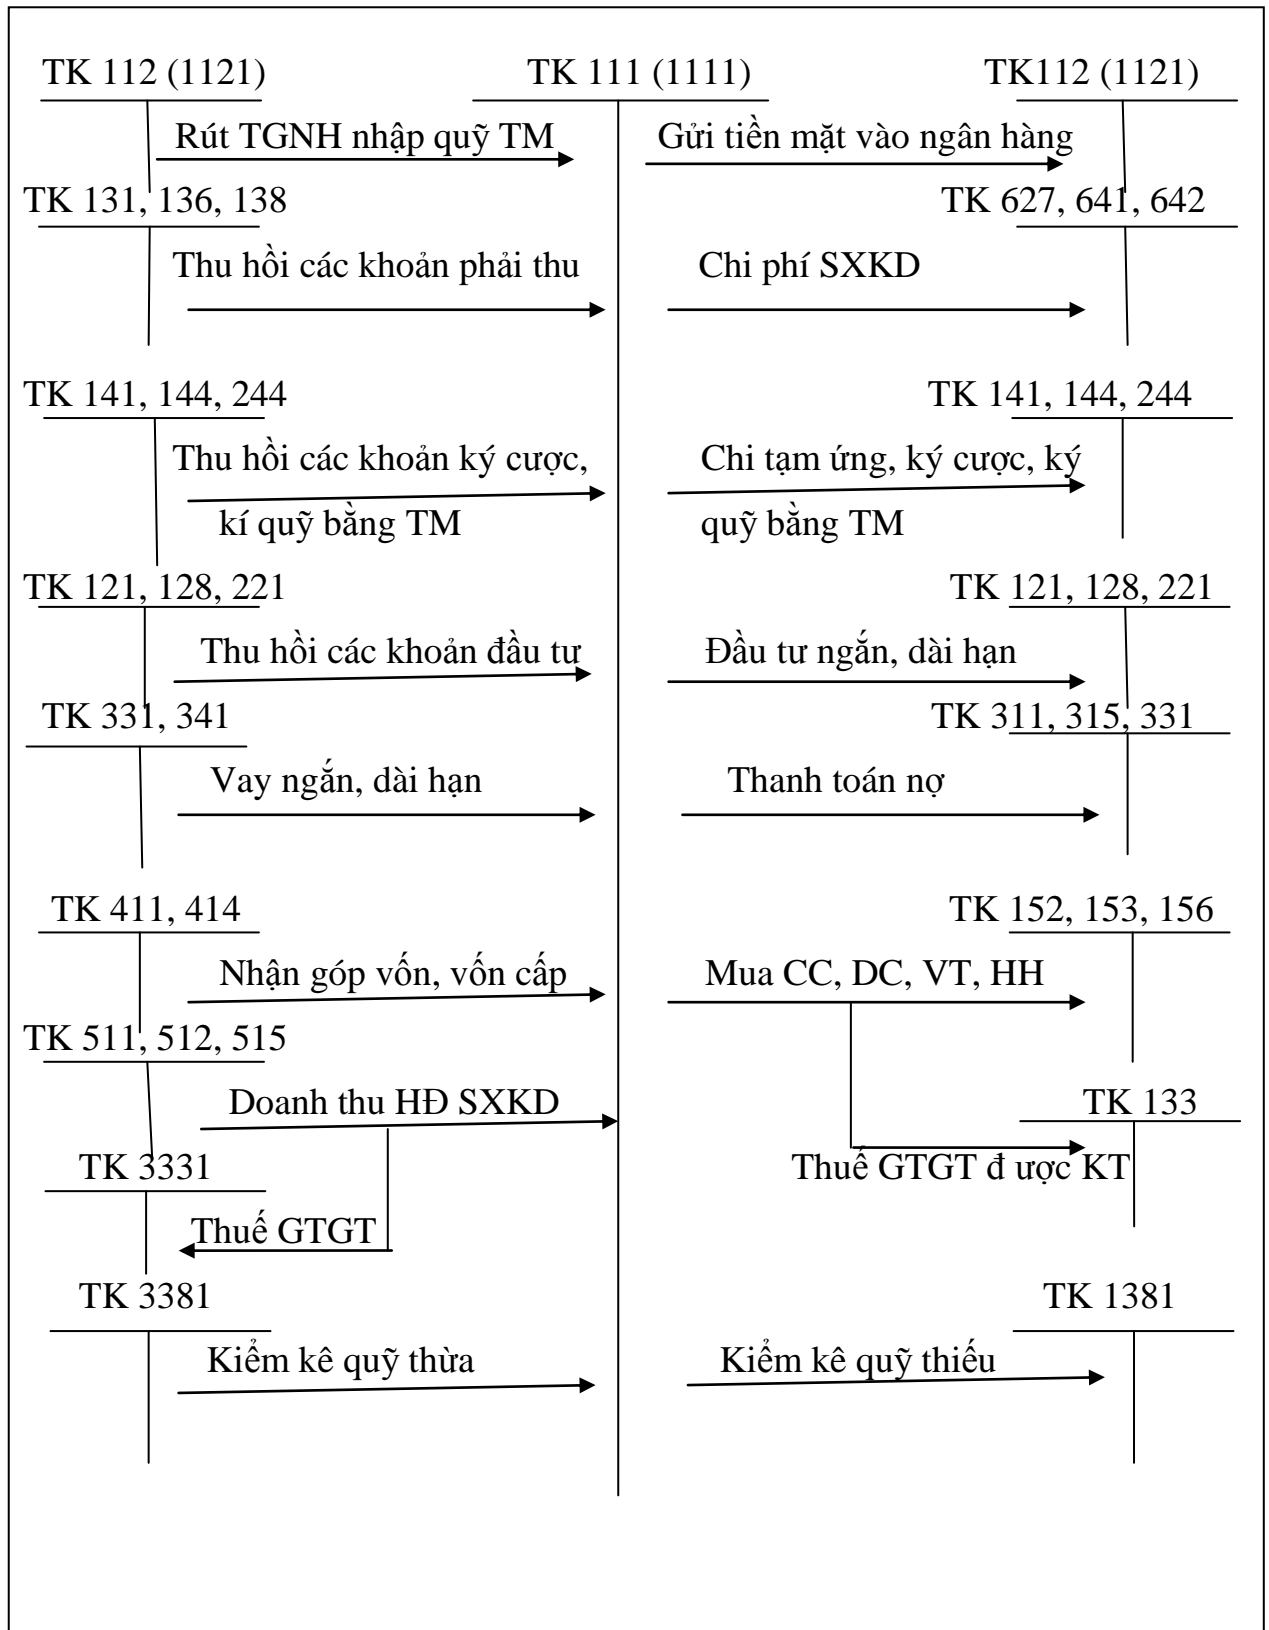 TK 112 (1121)
TK 111 (1111)
TK112 (1121)
Rút TGNH nhập quỹ TM
Gửi tiền mặt vào ngân hàng
TK 131, 136, 138
TK 627, 641, 642
Thu hồi các khoản phải thu
Chi phí SXKD
TK 141, 144, 244
TK 141, 144, 244
Thu hồi các khoản ký cược,
kí quỹ bằng TM
Chi tạm ứng, ký cược, ký
quỹ bằng TM
TK 121, 128, 221
TK 121, 128, 221
Thu hồi các khoản đầu tư
Đầu tư ngắn, dài hạn
TK 331, 341
TK 311, 315, 331
Vay ngắn, dài hạn
Thanh toán nợ
TK 411, 414
TK 152, 153, 156
Nhận góp vốn, vốn cấp
Mua CC, DC, VT, HH
TK 511, 512, 515
Doanh thu HĐ SXKD
TK 133
TK 3331
Thuế GTGT đ ược KT
Thuế GTGT
TK 3381
TK 1381
Kiểm kê quỹ thừa
Kiểm kê quỹ thiếu